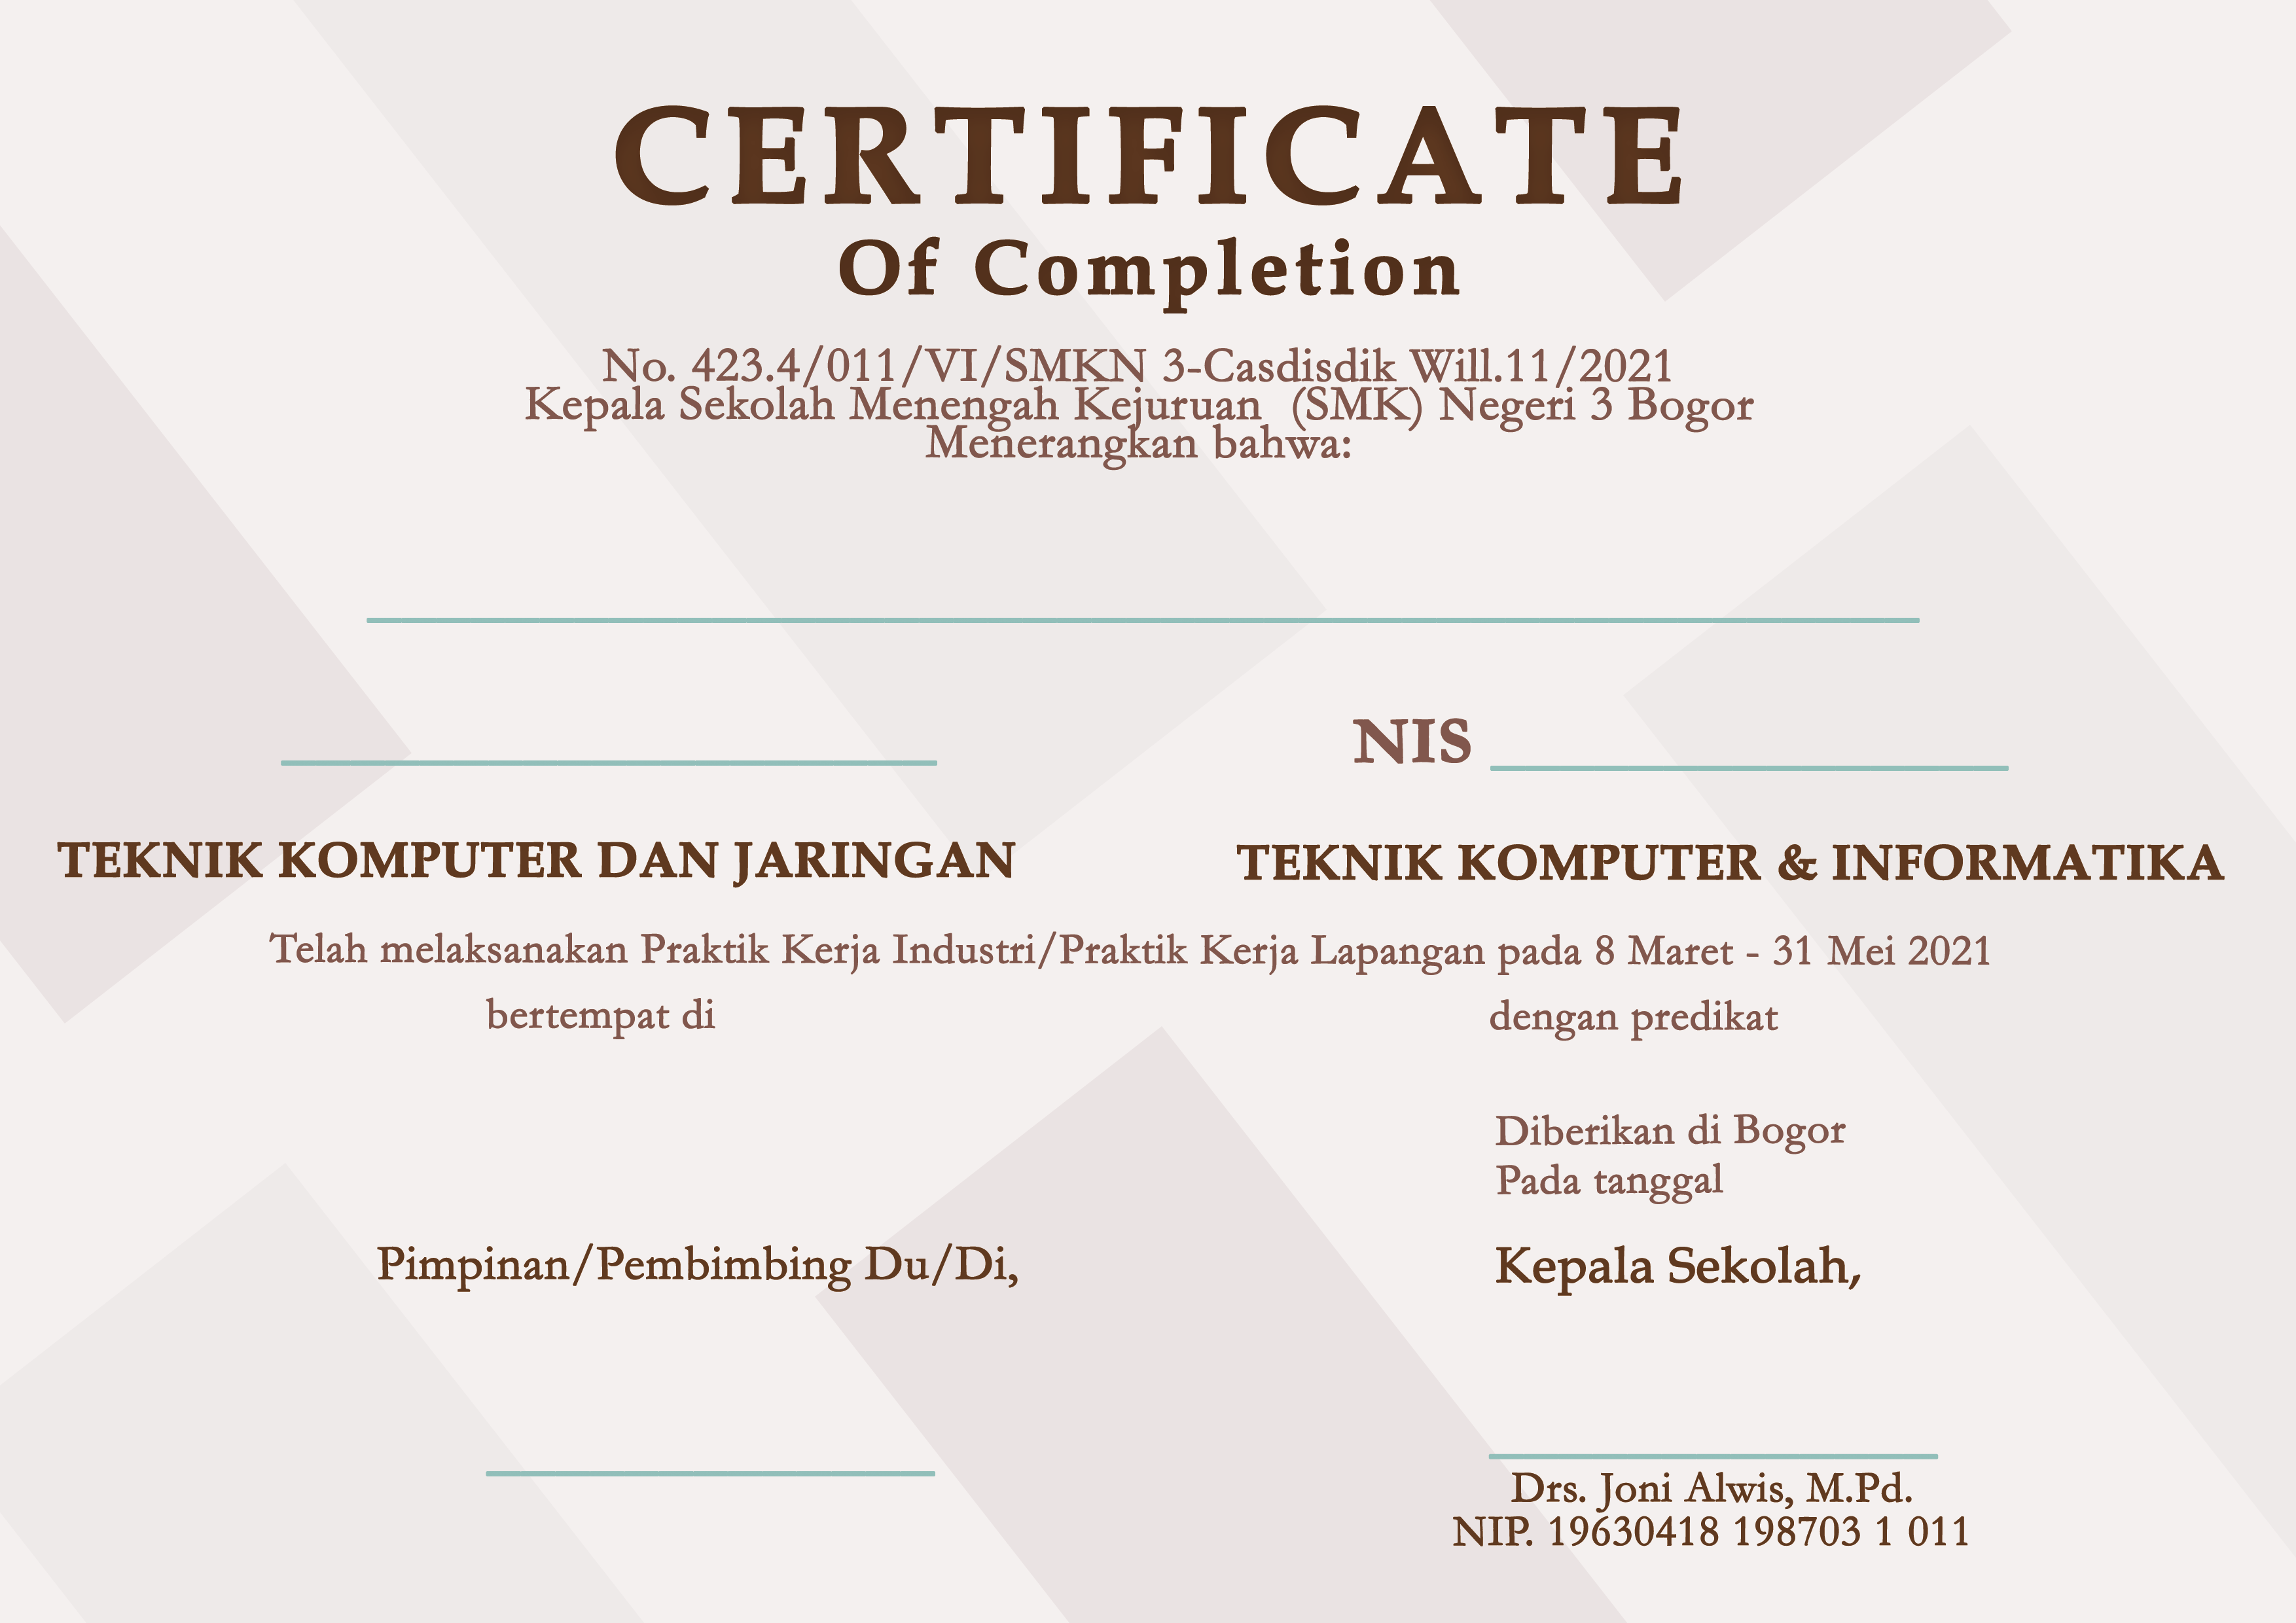 CERTIFICATE
Of Completion
No. 423.4/011/VI/SMKN 3-Casdisdik Will.11/2021
Kepala Sekolah Menengah Kejuruan (SMK) Negeri 3 Bogor
Menerangkan bahwa:
NIS
TEKNIK KOMPUTER DAN JARINGAN
TEKNIK KOMPUTER & INFORMATIKA
Telah melaksanakan Praktik Kerja Industri/Praktik Kerja Lapangan pada 8 Maret - 31 Mei 2021
bertempat di
dengan predikat
Diberikan di Bogor
Pada tanggal
Pimpinan/Pembimbing Du/Di,
Kepala Sekolah,
Drs. Joni Alwis, M.Pd.
NIP. 19630418 198703 1 011